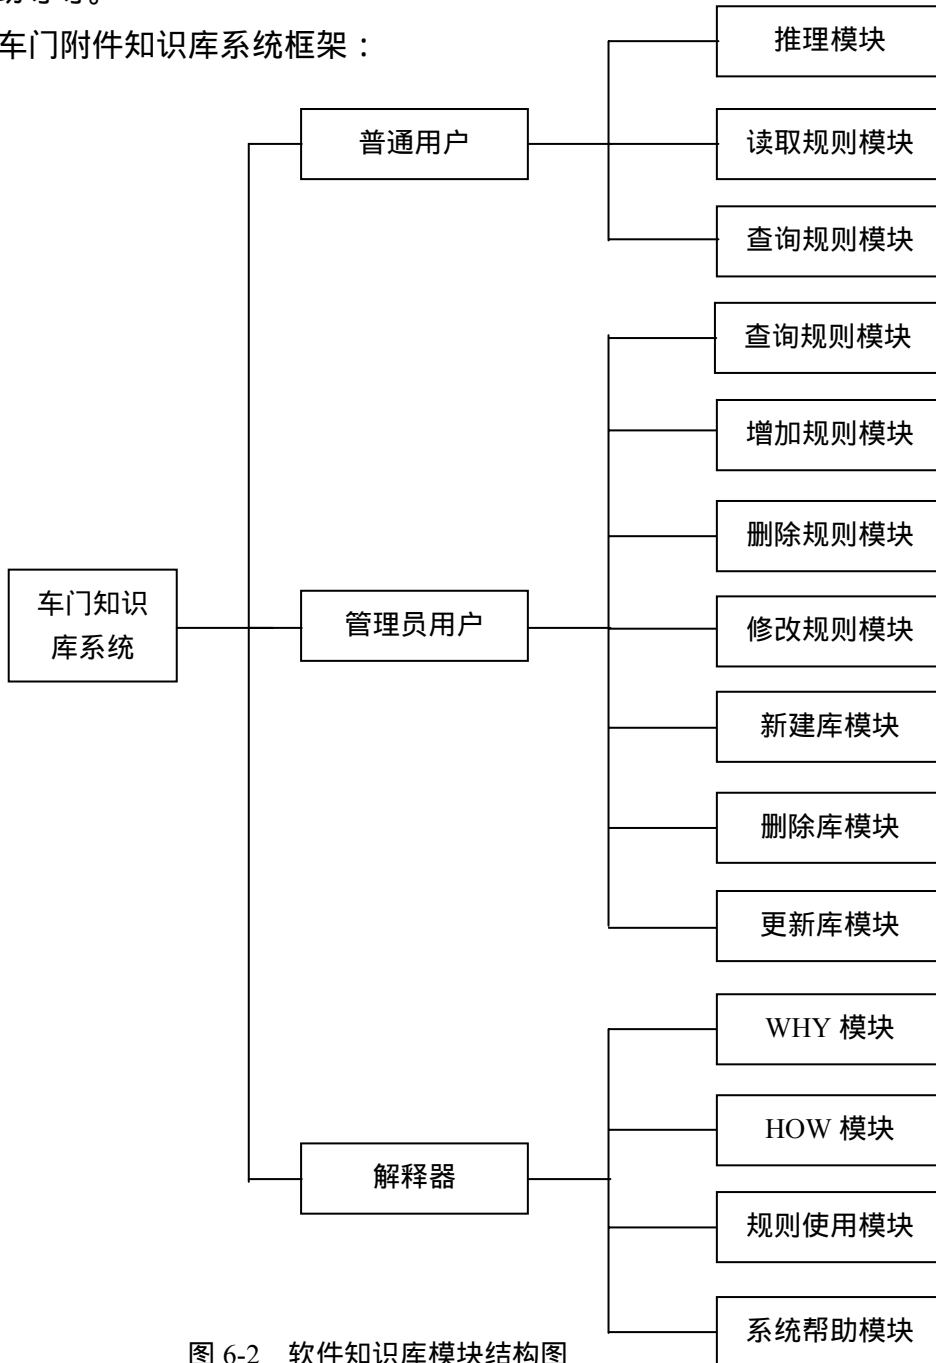 车门附件知识库系统框架：
推理模块
普通用户
读取规则模块
查询规则模块
查询规则模块
增加规则模块
删除规则模块
车门知识
库系统
管理员用户
修改规则模块
新建库模块
删除库模块
更新库模块
WHY 模块
HOW 模块
解释器
规则使用模块
系统帮助模块
图 6-2 软件知识库模块结构图